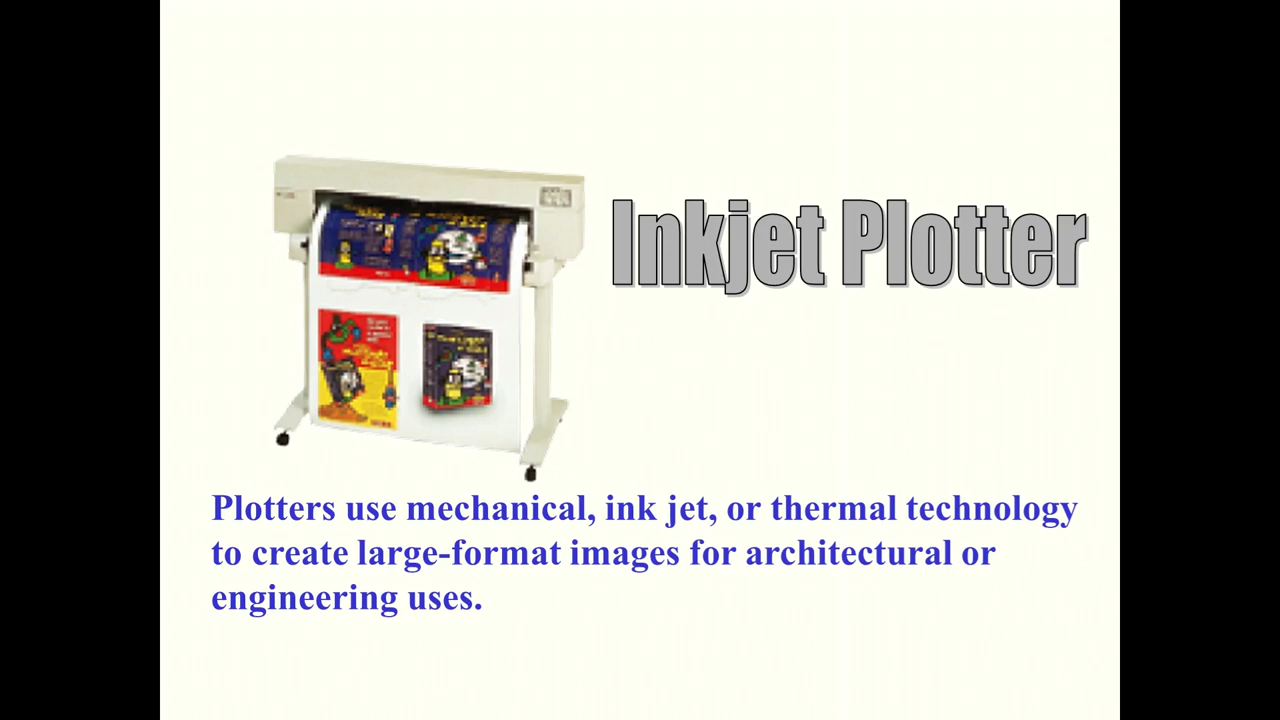 Inkjet Plotter
Plotters use mechanical, ink jet, or thermal technology
to create large-format images for architectural or
engineering uses.